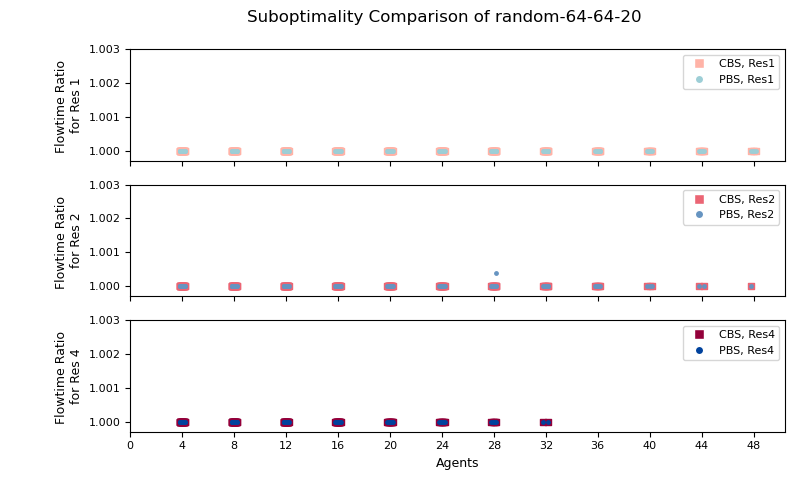 Suboptimality Comparison of random-64-64-20
Flowtime Ratio
for Res 1
1.003
1.002
1.001
1.000
CBS, Res1
PBS, Res1
Flowtime Ratio
for Res 2
1.003
1.002
1.001
1.000
CBS, Res2
PBS, Res2
Flowtime Ratio
for Res 4
1.003
1.002
1.001
1.000
CBS, Res4
PBS, Res4
0 4 8 12 16 20 24 28 32 36 40 44 48
Agents